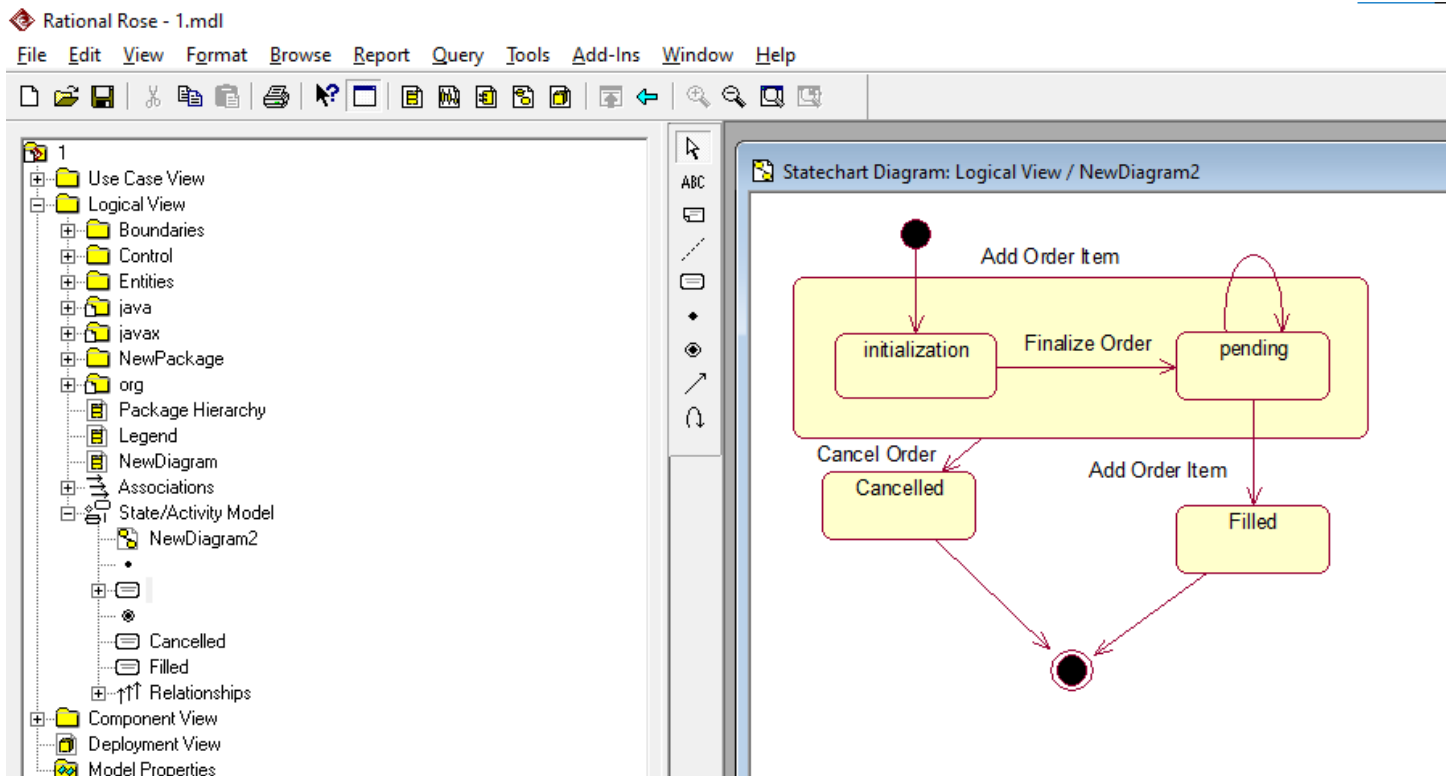 Rational Rose - 1.mdl
File Edit View Format Browse Report Query Tools Add-Ins Window Help
1
Use Case View
Logical View
Boundaries
Control
Entities
java
javax
NewPackage
org
Package Hierarchy
Legend
NewDiagram
Associations
State/Activity Model
NewDiagram2
Cancelled
Filled
Relationships
Component View
Deployment View
Model Properties
ABC
Statechart Diagram: Logical View / NewDiagram2
Add Order Item
initialization
Finalize Order
pending
Cancel Order
Cancelled
Add Order Item
Filled